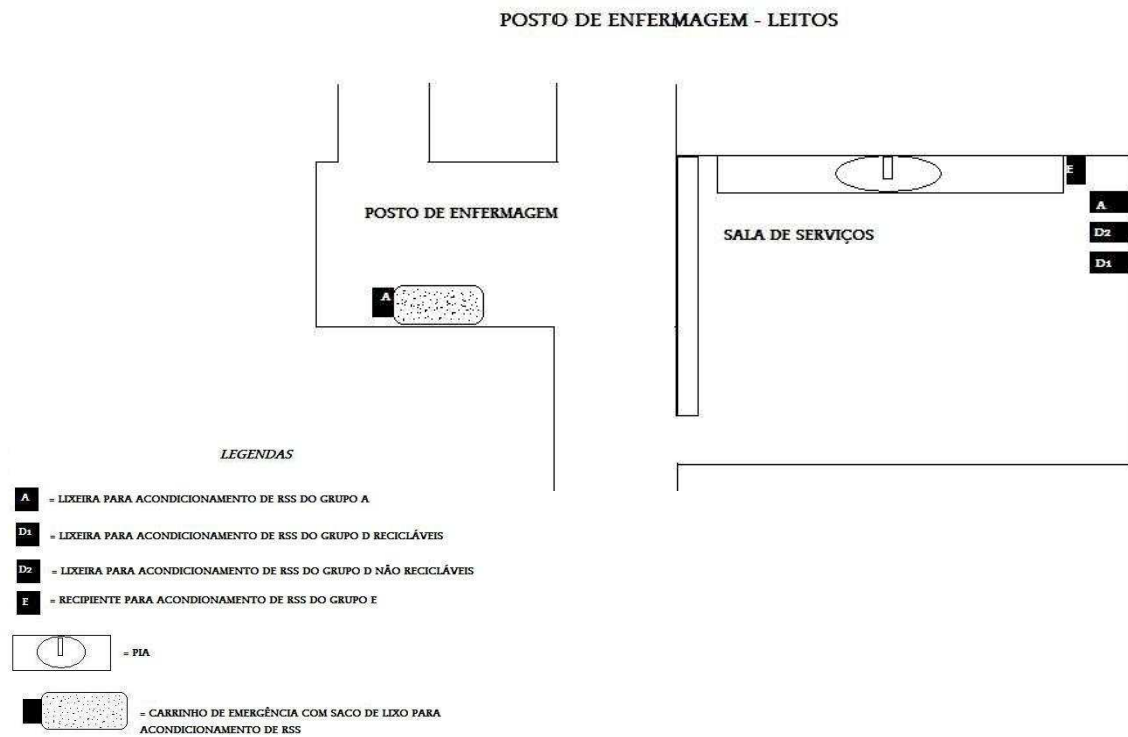 POSTO DE ENFERMAGEM - LEITOS
E
A
POSTO DE ENFERMAGEM
SALA DE SERVIÇOS
D2
D1
A
LEGENDAS
A = LIXEIRA PARA ACONDICIONAMENTO DE RSS DO GRUPO A
D1 = LIXEIRA PARA ACONDICIONAMENTO DE RSS DO GRUPO D RECICLÁVEIS
D2 = LIXEIRA PARA ACONDICIONAMENTO DE RSS DO GRUPO D NÃO RECICLÁVEIS
E = RECIPIENTE PARA ACONDIONAMENTO DE RSS DO GRUPO E
= PIA
= CARRINHO DE EMERGÊNCIA COM SACO DE LIXO PARA
ACONDICIONAMENTO DE RSS